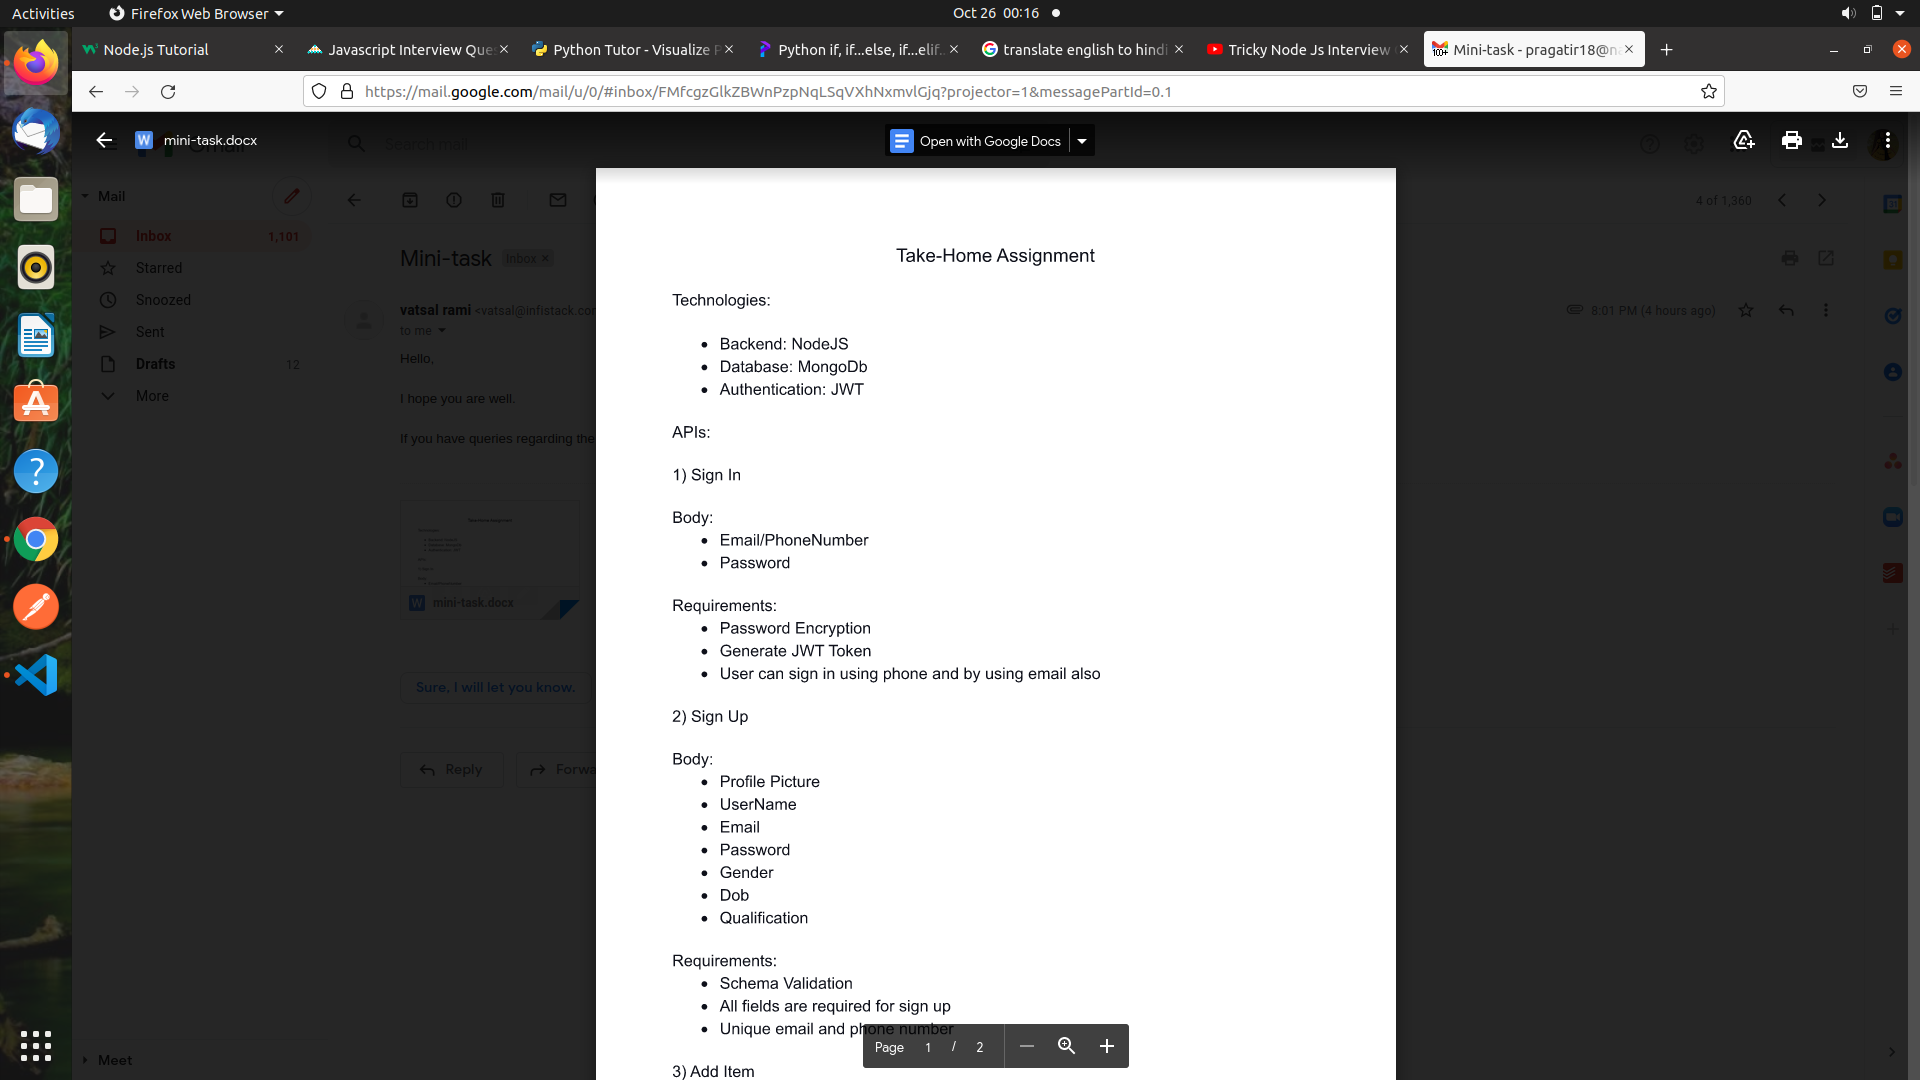 Activities
Firefox Web Browser
Oct 26 00:16
Node.js Tutorial
Javascript Interview Que
Python Tutor - Visualize P
Python if, if...else, if...elif.
translate english to hindi
Tricky Node Js Interview
100+
Mini-task - pragatir18@na
https://mail.google.com/mail/u/0/#inbox/FMfcgzGlkZBWnPzpNqLSqVXhNxmvlGjq?projector=1&messagePartId=0.1
W mini-task.docx
Search mail
Open with Google Docs
Mail
Inbox 1,101
Starred
Snoozed
Sent
Drafts 12
More
Meet
4 of 1,360
Mini-task
Inbox ×
vatsal rami <vatsal@infistack.com
8:01 PM (4 hours ago)
to me
Hello,
I hope you are well.
If you have queries regarding the
W mini-task.docx
Sure, I will let you know.
Reply
Forwa
Take-Home Assignment
Technologies:
• Backend: NodeJS
• Database: MongoDb
• Authentication: JWT
APIs:
1) Sign In
Body:
• Email/PhoneNumber
• Password
Requirements:
• Password Encryption
• Generate JWT Token
• User can sign in using phone and by using email also
2) Sign Up
Body:
• Profile Picture
• UserName
• Email
• Password
• Gender
• Dob
• Qualification
Requirements:
• Schema Validation
• All fields are required for sign up
• Unique email and phone number
3) Add Item
Page 1 / 2